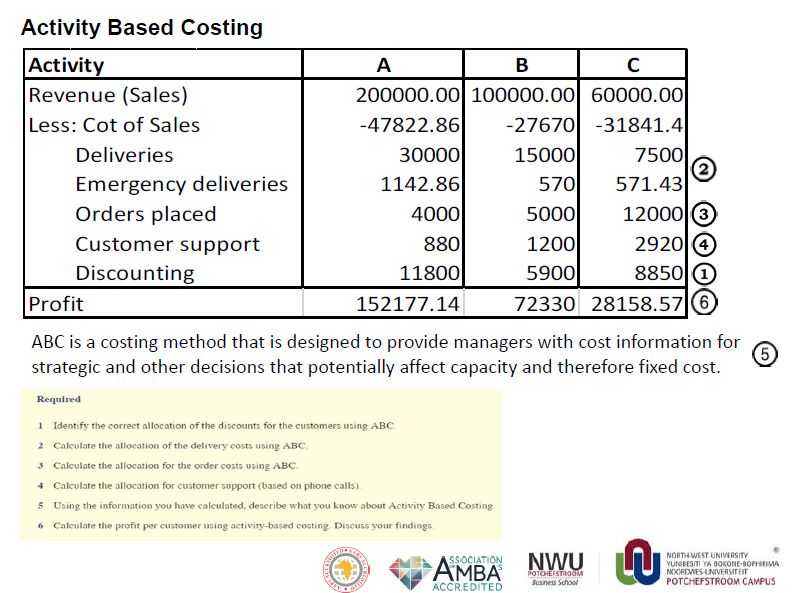 Activity Based Costing
Activity A B C
Revenue (Sales) 200000.00 100000.00 60000.00
Less: Cot of Sales -47822.86 -27670 -31841.4
Deliveries 30000 15000 7500
2
Emergency deliveries 1142.86 570 571.43
Orders placed 4000 5000 12000 3
Customer support 880 1200 2920 4
Discounting 11800 5900 8850 1
Profit 152177.14 72330 28158.57 6
ABC is a costing method that is designed to provide managers with cost information for
strategic and other decisions that potentially affect capacity and therefore fixed cost.
5
Required
1 Identify the correct allocation of the discounts for the customers using ABC.
2 Calculate the allocation of the delivery costs using ABC.
3 Calculate the allocation for the order costs using ABC.
4 Calculate the allocation for customer support (based on phone calls).
5 Using the information you have calculated, describe what you know about Activity Based Costing.
6 Calculate the profit per customer using activity-based costing. Discuss your findings.
ASSOCIATION
OF MBAS
AMBA
ACCREDITED
NWU
POTCHEFSTROOM
Business School
NORTH-WEST UNIVERSITY
YUNIBESITI YA BOKONE-BOPHIRIMA
NOORDWES-UNIVERSITEIT
POTCHEFSTROOM CAMPUS
®